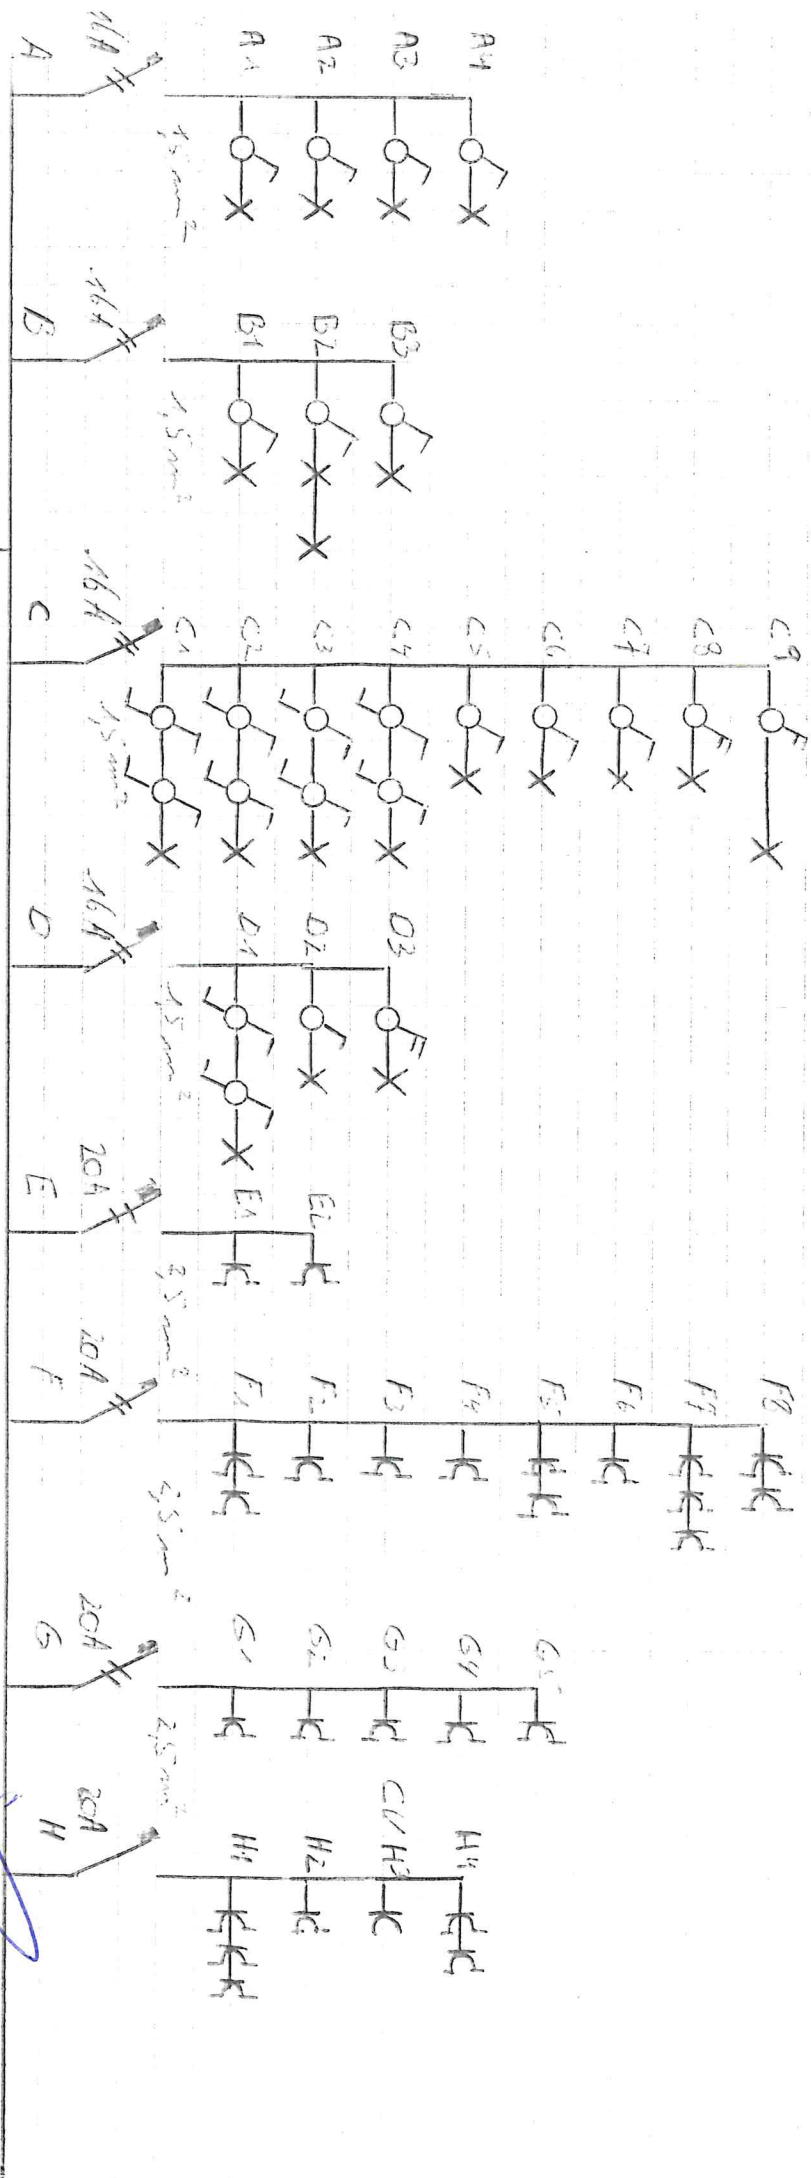 A4
A3
A2
A1
16A
1,5 mm²
A
B3
B2
B1
16A
1,5 mm²
B
C9
C8
C7
C6
C5
C4
C3
C2
C1
16A
1,5 mm²
C
D3
D2
D1
16A
1,5 mm²
D
E2
E1
20A
2,5 mm²
E
F8
F7
F6
F5
F4
F3
F2
F1
20A
2,5 mm²
F
G5
G4
G3
G2
G1
20A
2,5 mm²
G
H4
CV H3
H2
H1
20A
H